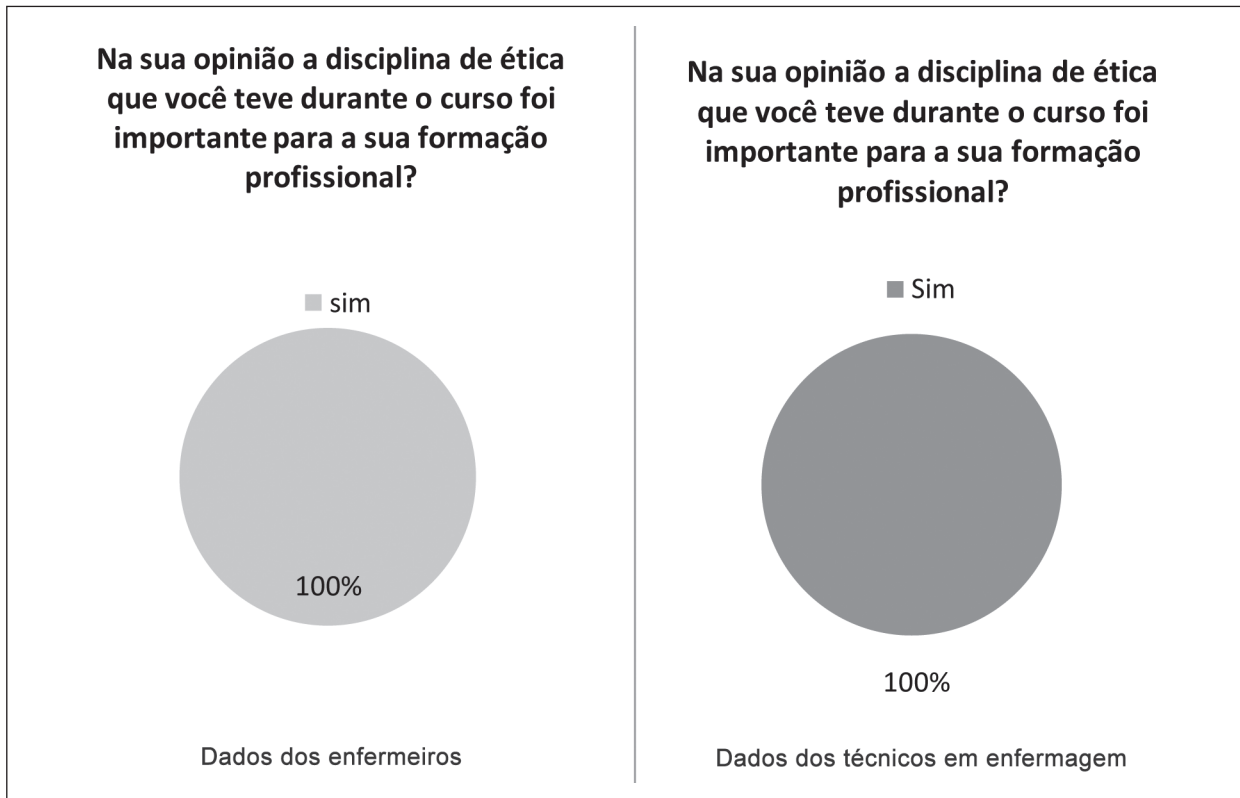 Na sua opinião a disciplina de ética
que você teve durante o curso foi
importante para a sua formação
profissional?
sim
100%
Dados dos enfermeiros
Na sua opinião a disciplina de ética
que você teve durante o curso foi
importante para a sua formação
profissional?
Sim
100%
Dados dos técnicos em enfermagem